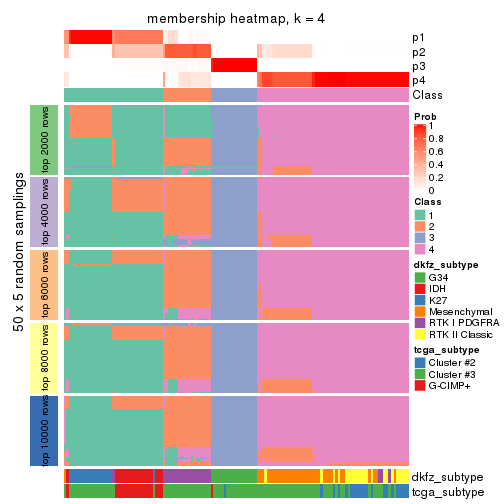 membership heatmap, k = 4
p1
p2
p3
p4
Class
50 x 5 random samplings
top 2000 rows
top 4000 rows
top 6000 rows
top 8000 rows
top 10000 rows
dkfz_subtype
tcga_subtype
Prob
1
0.8
0.6
0.4
0.2
0
Class
1
2
3
4
dkfz_subtype
G34
IDH
K27
Mesenchymal
RTK I PDGFRA
RTK II Classic
tcga_subtype
Cluster #2
Cluster #3
G-CIMP+